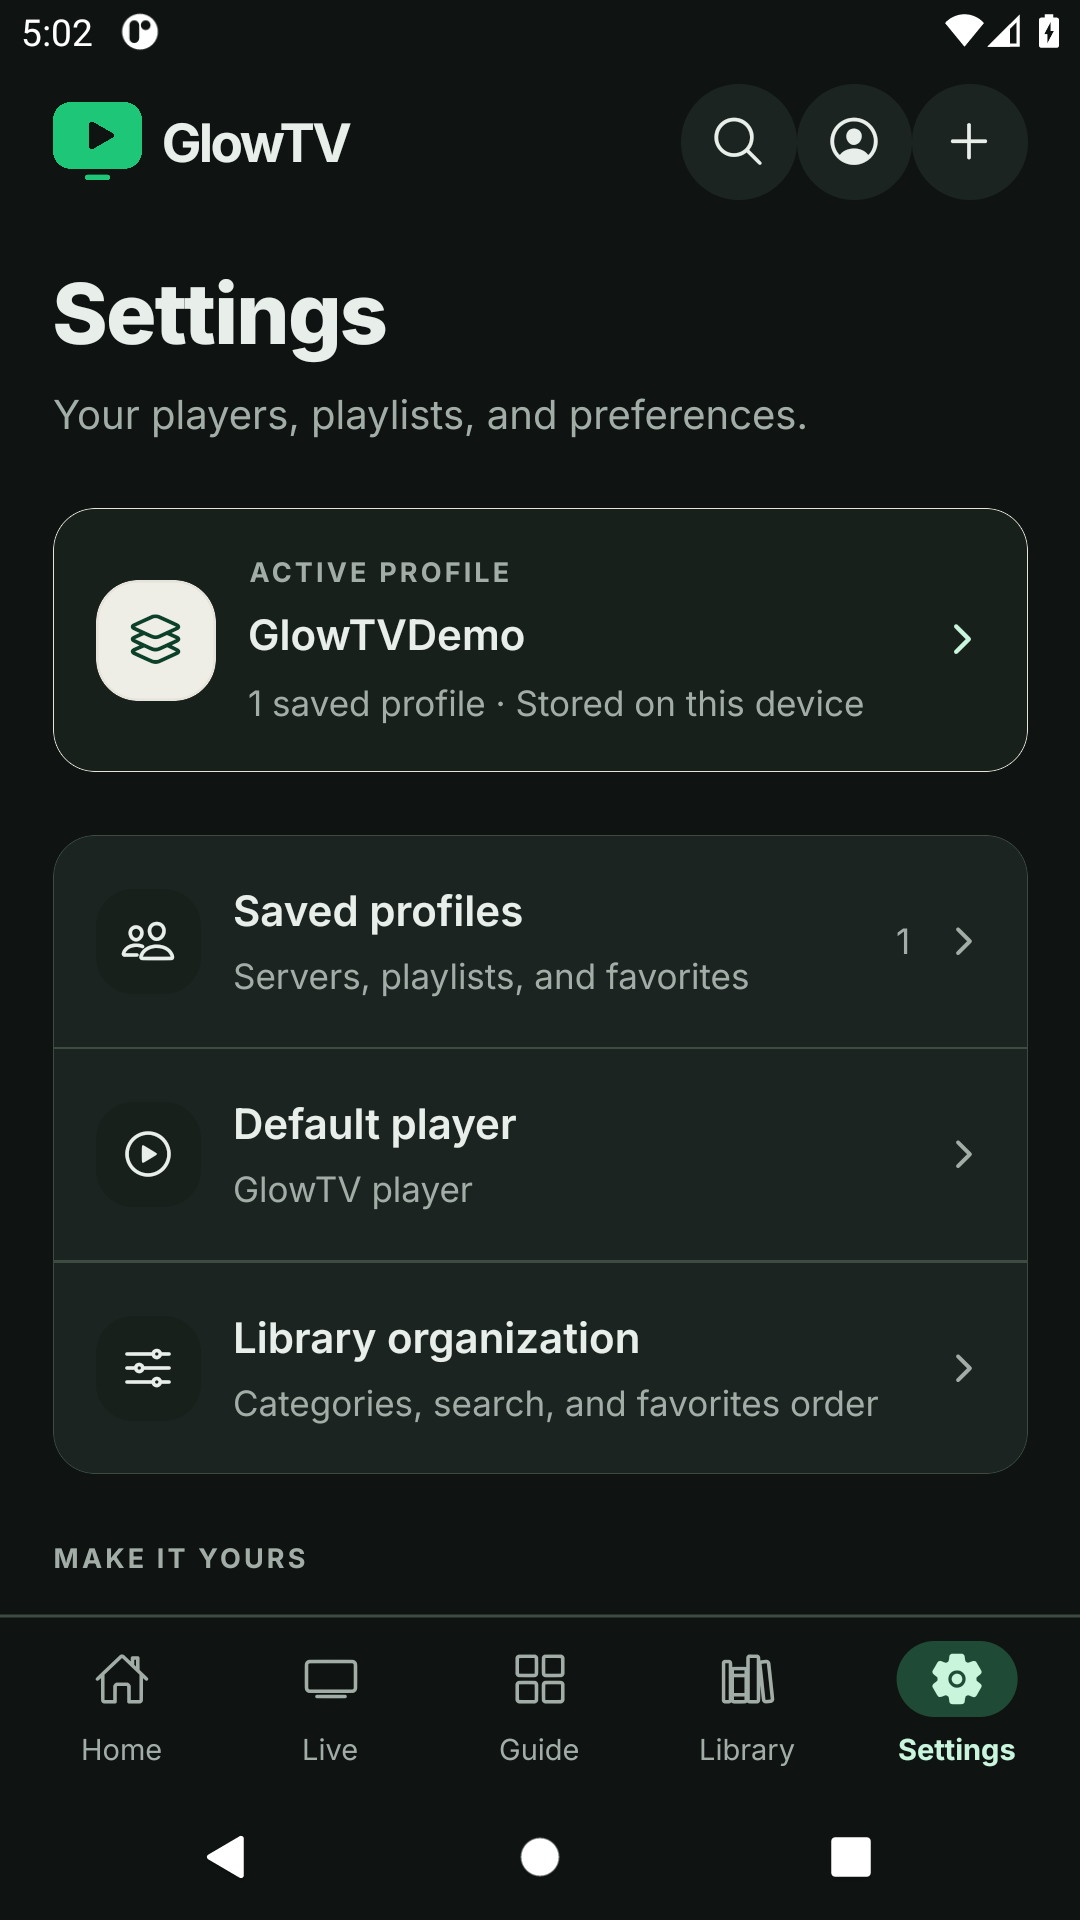 5:02
GlowTV
Settings
Your players, playlists, and preferences.
ACTIVE PROFILE
GlowTVDemo
1 saved profile · Stored on this device
Saved profiles
Servers, playlists, and favorites
1
Default player
GlowTV player
Library organization
Categories, search, and favorites order
MAKE IT YOURS
Home
Live
Guide
Library
Settings